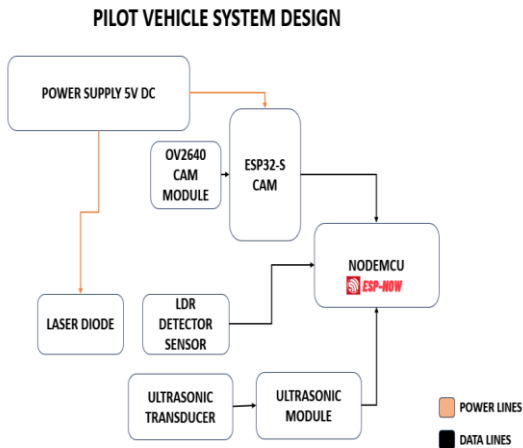 PILOT VEHICLE SYSTEM DESIGN
POWER SUPPLY 5V DC
OV2640
CAM
MODULE
ESP32-S
CAM
NODEMCU
ESP-NOW
LASER DIODE
LDR
DETECTOR
SENSOR
ULTRASONIC
TRANSDUCER
ULTRASONIC
MODULE
POWER LINES
DATA LINES